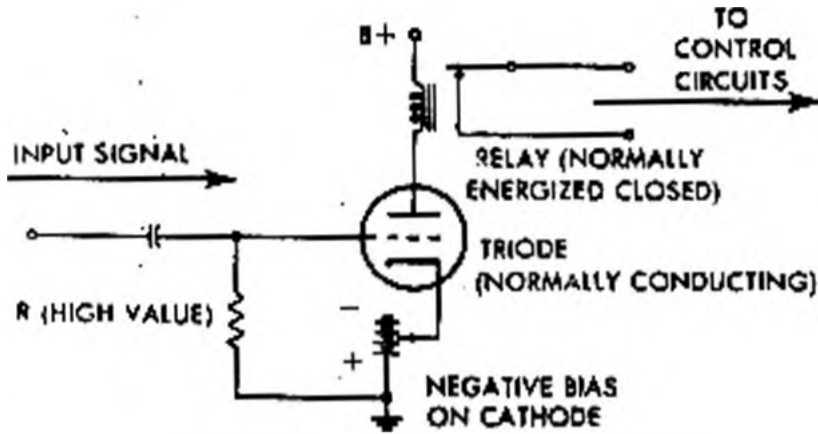 B+
TO
CONTROL
CIRCUITS
INPUT SIGNAL
RELAY (NORMALLY
ENERGIZED CLOSED)
TRIODE
(NORMALLY CONDUCTING)
R (HIGH VALUE)
−
+
NEGATIVE BIAS
ON CATHODE